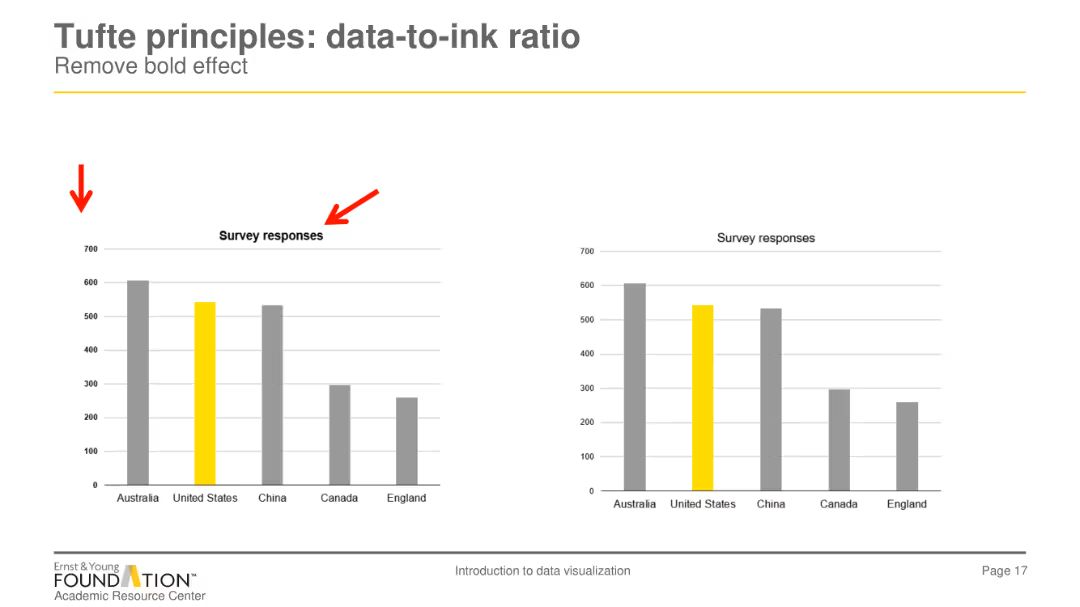 Tufte principles: data-to-ink ratio
Remove bold effect
Survey responses
700
600
500
400
300
200
100
0
Australia United States China Canada England
Survey responses
700
600
500
400
300
200
100
0
Australia United States China Canada England
Ernst & Young
FOUNDATION™
Academic Resource Center
Introduction to data visualization
Page 17